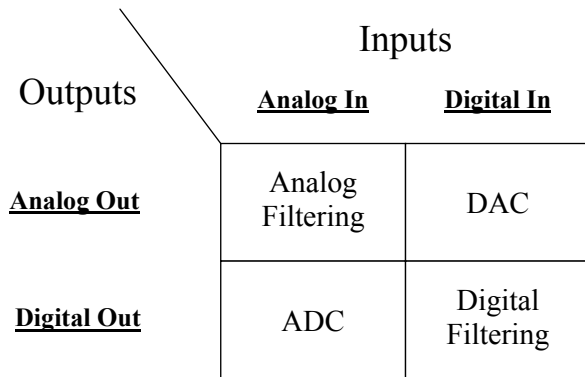 Inputs
Outputs
Analog In
Digital In
Analog Out
Analog
Filtering
DAC
Digital Out
ADC
Digital
Filtering